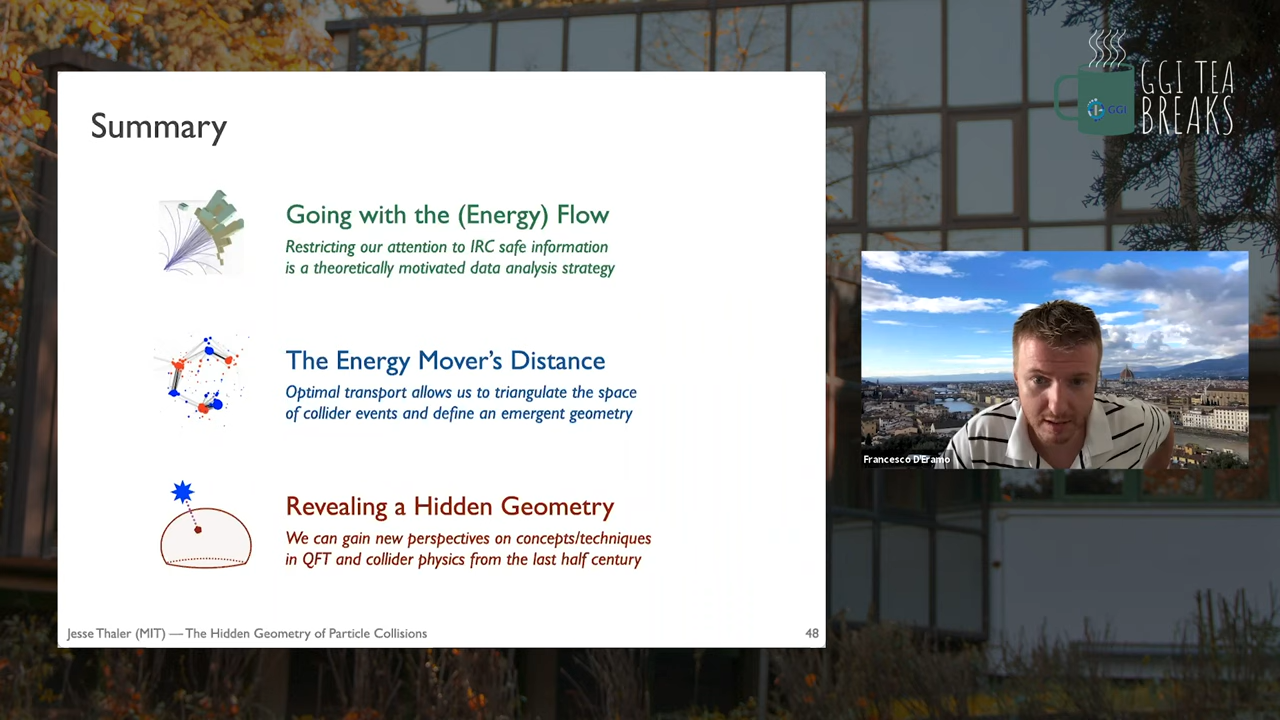 Summary
Going with the (Energy) Flow
Restricting our attention to IRC safe information
is a theoretically motivated data analysis strategy
The Energy Mover's Distance
Optimal transport allows us to triangulate the space
of collider events and define an emergent geometry
Revealing a Hidden Geometry
We can gain new perspectives on concepts/techniques
in QFT and collider physics from the last half century
Jesse Thaler (MIT) — The Hidden Geometry of Particle Collisions
48
GGI
GGI TEA
BREAKS
Francesco D'Eramo